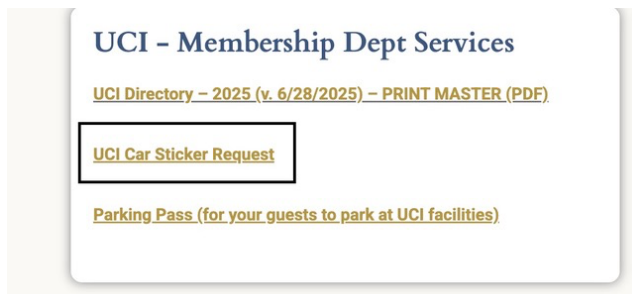 UCI – Membership Dept Services
UCI Directory – 2025 (v. 6/28/2025) – PRINT MASTER (PDF)
UCI Car Sticker Request
Parking Pass (for your guests to park at UCI facilities)